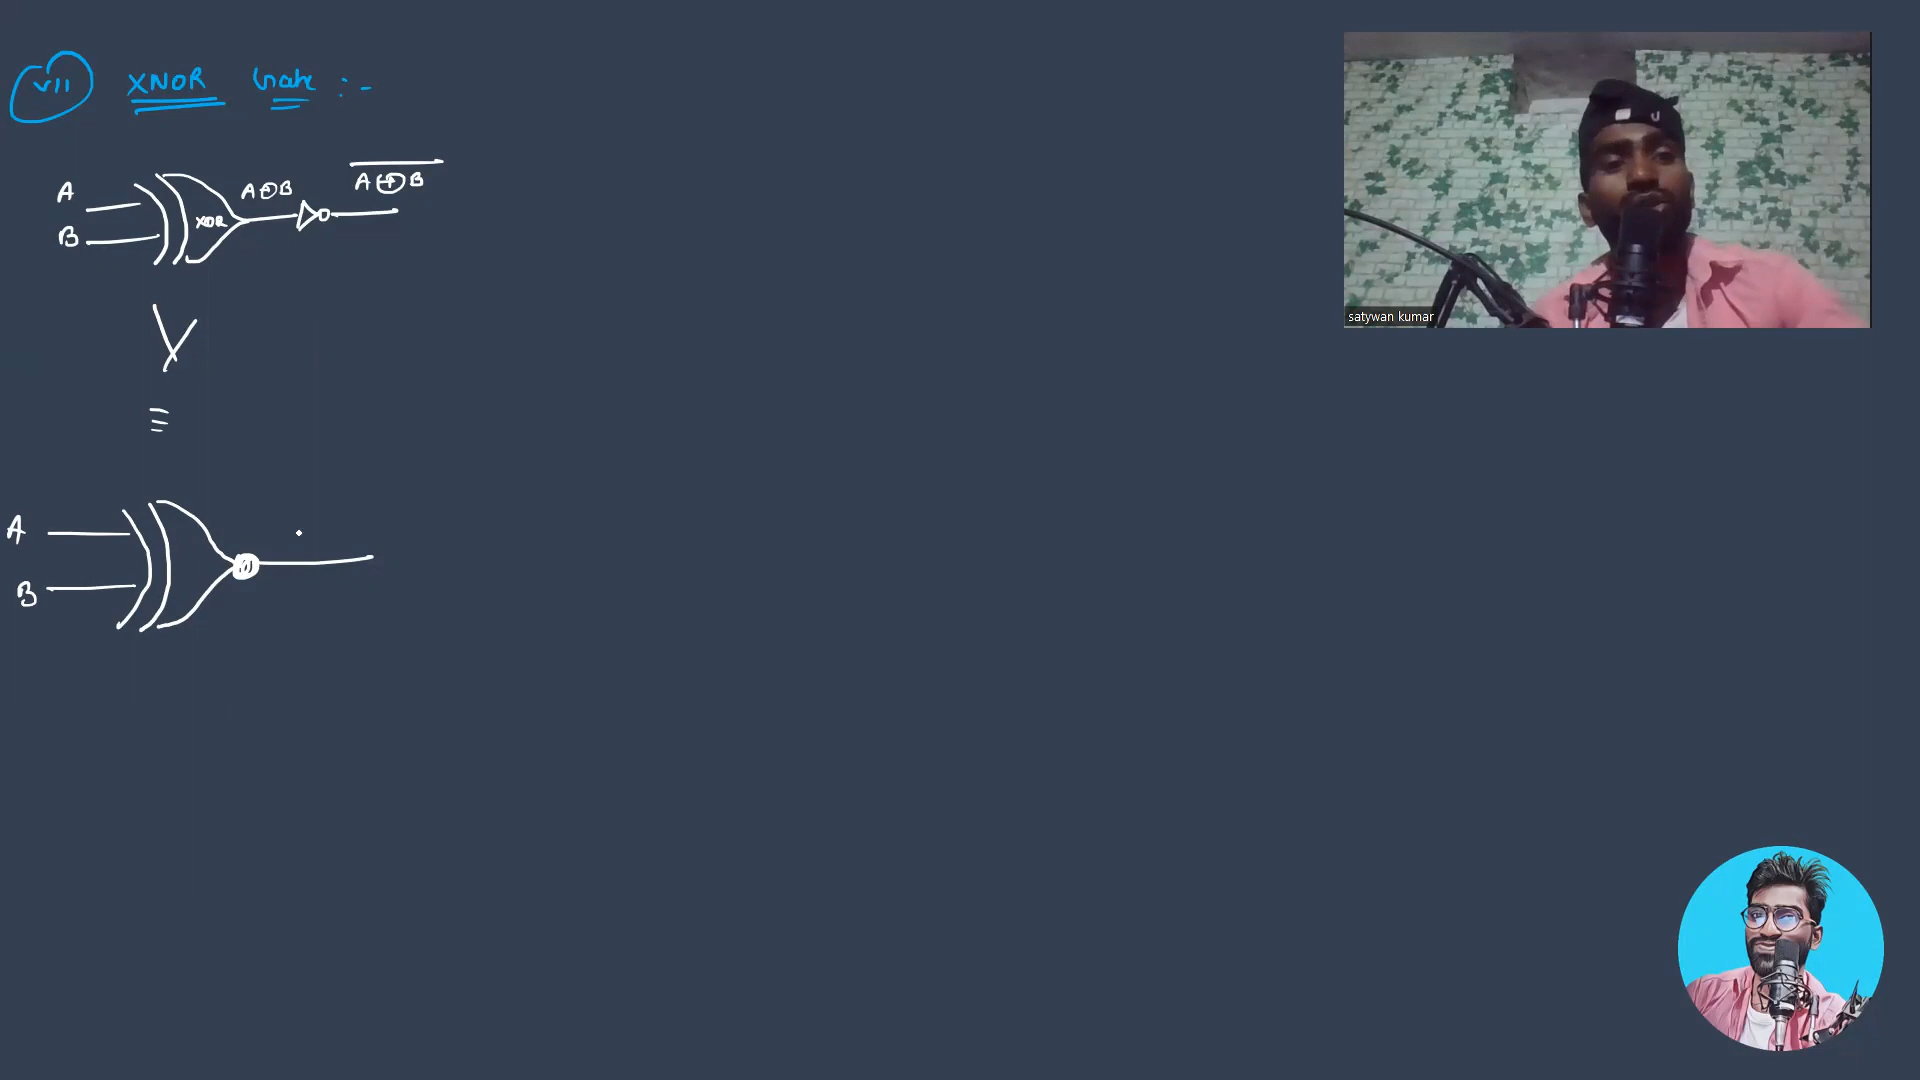 vii XNOR Gate :-
A
A⊕B
A̅⊕̅B̅
XOR
B
≡
A
B
satywan kumar